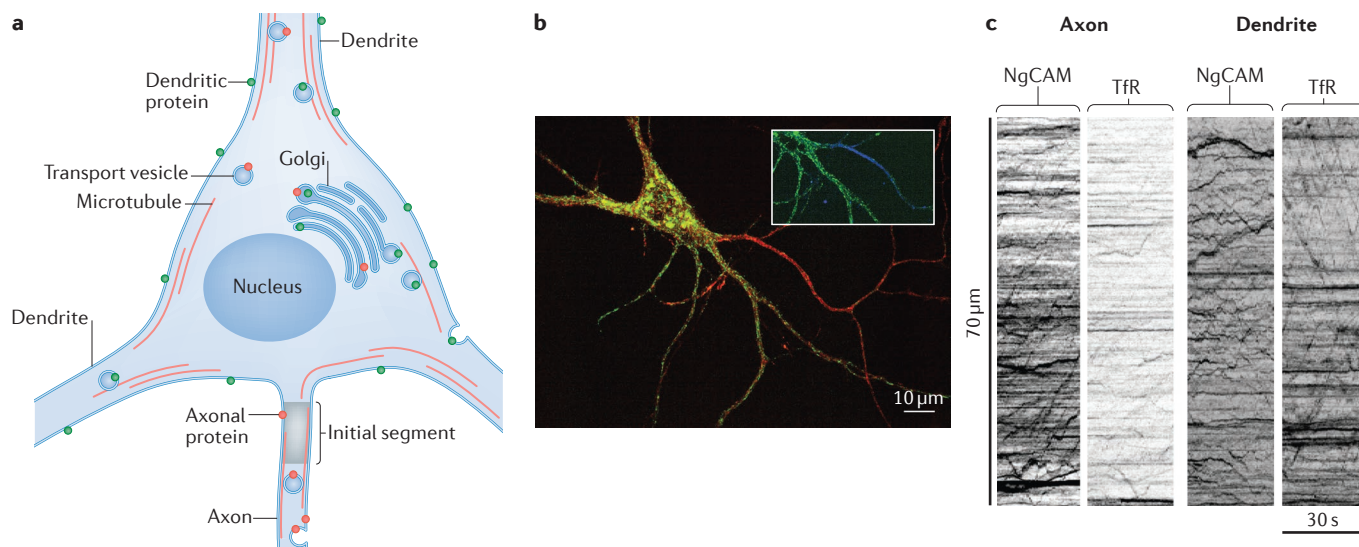 a
Dendrite
Dendritic
protein
Transport vesicle
Microtubule
Golgi
Nucleus
Dendrite
Axonal
protein
Initial segment
Axon
b
10 µm
c
Axon
Dendrite
NgCAM
TfR
NgCAM
TfR
70 µm
30 s